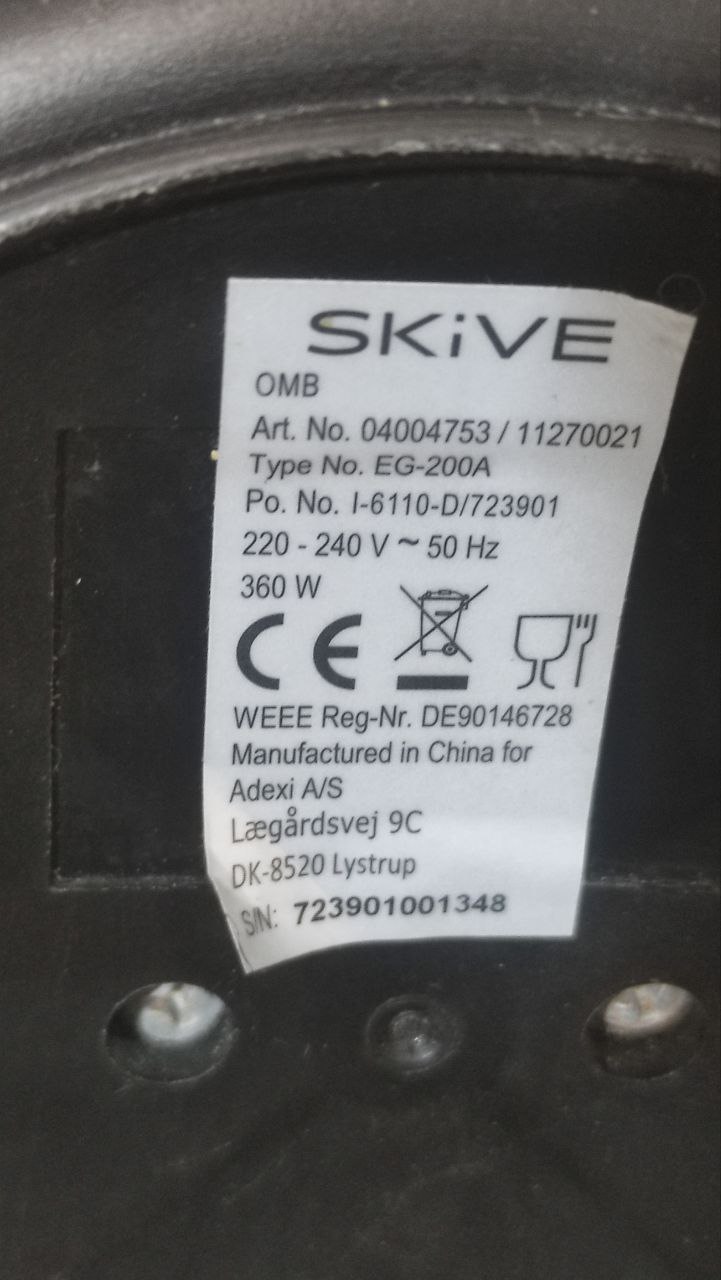 SKiVE
OMB
Art. No. 04004753 / 11270021
Type No. EG-200A
Po. No. I-6110-D/723901
220 - 240 V ~ 50 Hz
360 W
CE
WEEE Reg-Nr. DE90146728
Manufactured in China for
Adexi A/S
Lægårdsvej 9C
DK-8520 Lystrup
S/N: 723901001348